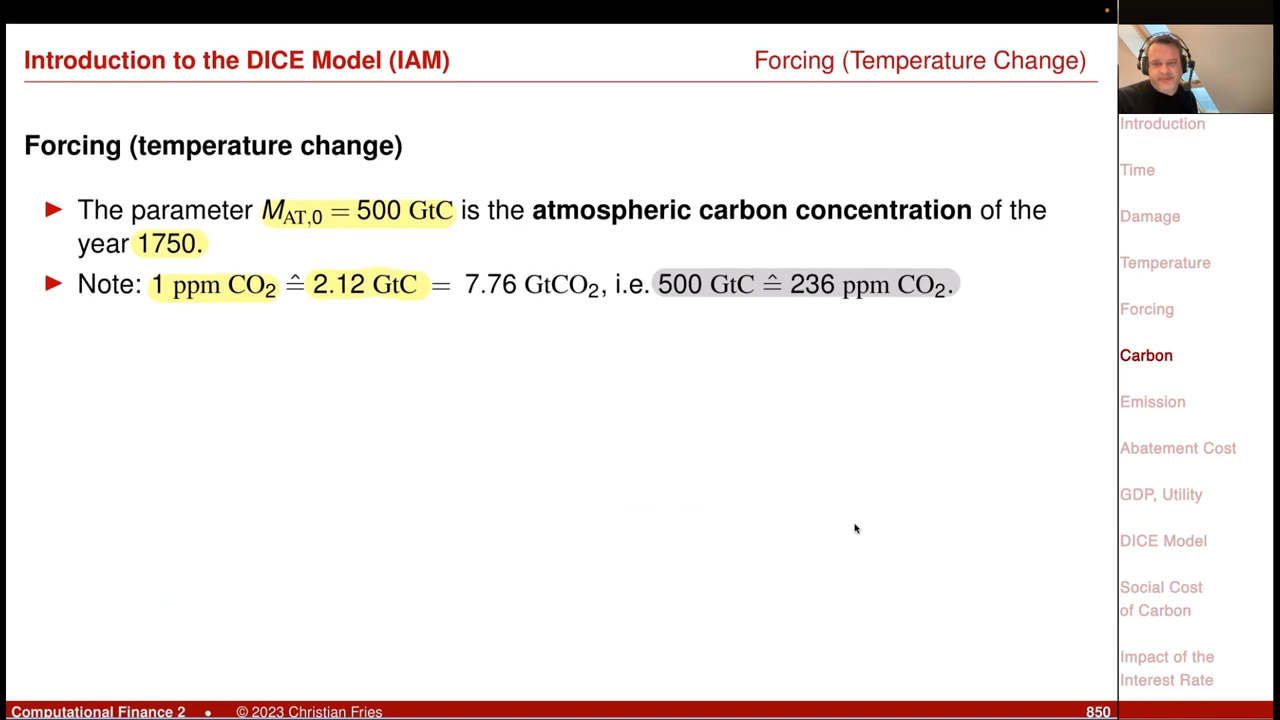 Introduction to the DICE Model (IAM)
Forcing (Temperature Change)
Forcing (temperature change)
► The parameter M_AT,0 = 500 GtC is the atmospheric carbon concentration of the
year 1750.
► Note: 1 ppm CO₂ ≙ 2.12 GtC = 7.76 GtCO₂, i.e. 500 GtC ≙ 236 ppm CO₂.
Introduction
Time
Damage
Temperature
Forcing
Carbon
Emission
Abatement Cost
GDP, Utility
DICE Model
Social Cost
of Carbon
Impact of the
Interest Rate
Computational Finance 2 • © 2023 Christian Fries
850